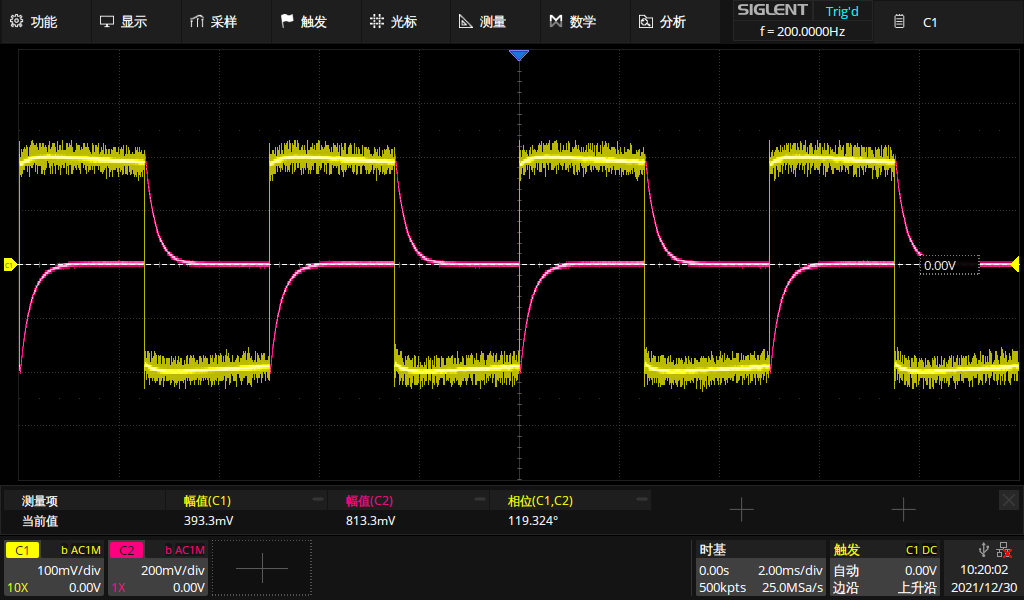 功能 显示 采样 触发 光标 测量 数学 分析 SIGLENT Trig'd C1
f = 200.0000Hz
C1
0.00V
测量项 幅值(C1) 幅值(C2) 相位(C1,C2)
当前值 393.3mV 813.3mV 119.324°
C1 b AC1M C2 b AC1M 时基 触发 C1 DC
100mV/div 200mV/div 0.00s 2.00ms/div 自动 0.00V 10:20:02
10X 0.00V 1X 0.00V 500kpts 25.0MSa/s 边沿 上升沿 2021/12/30